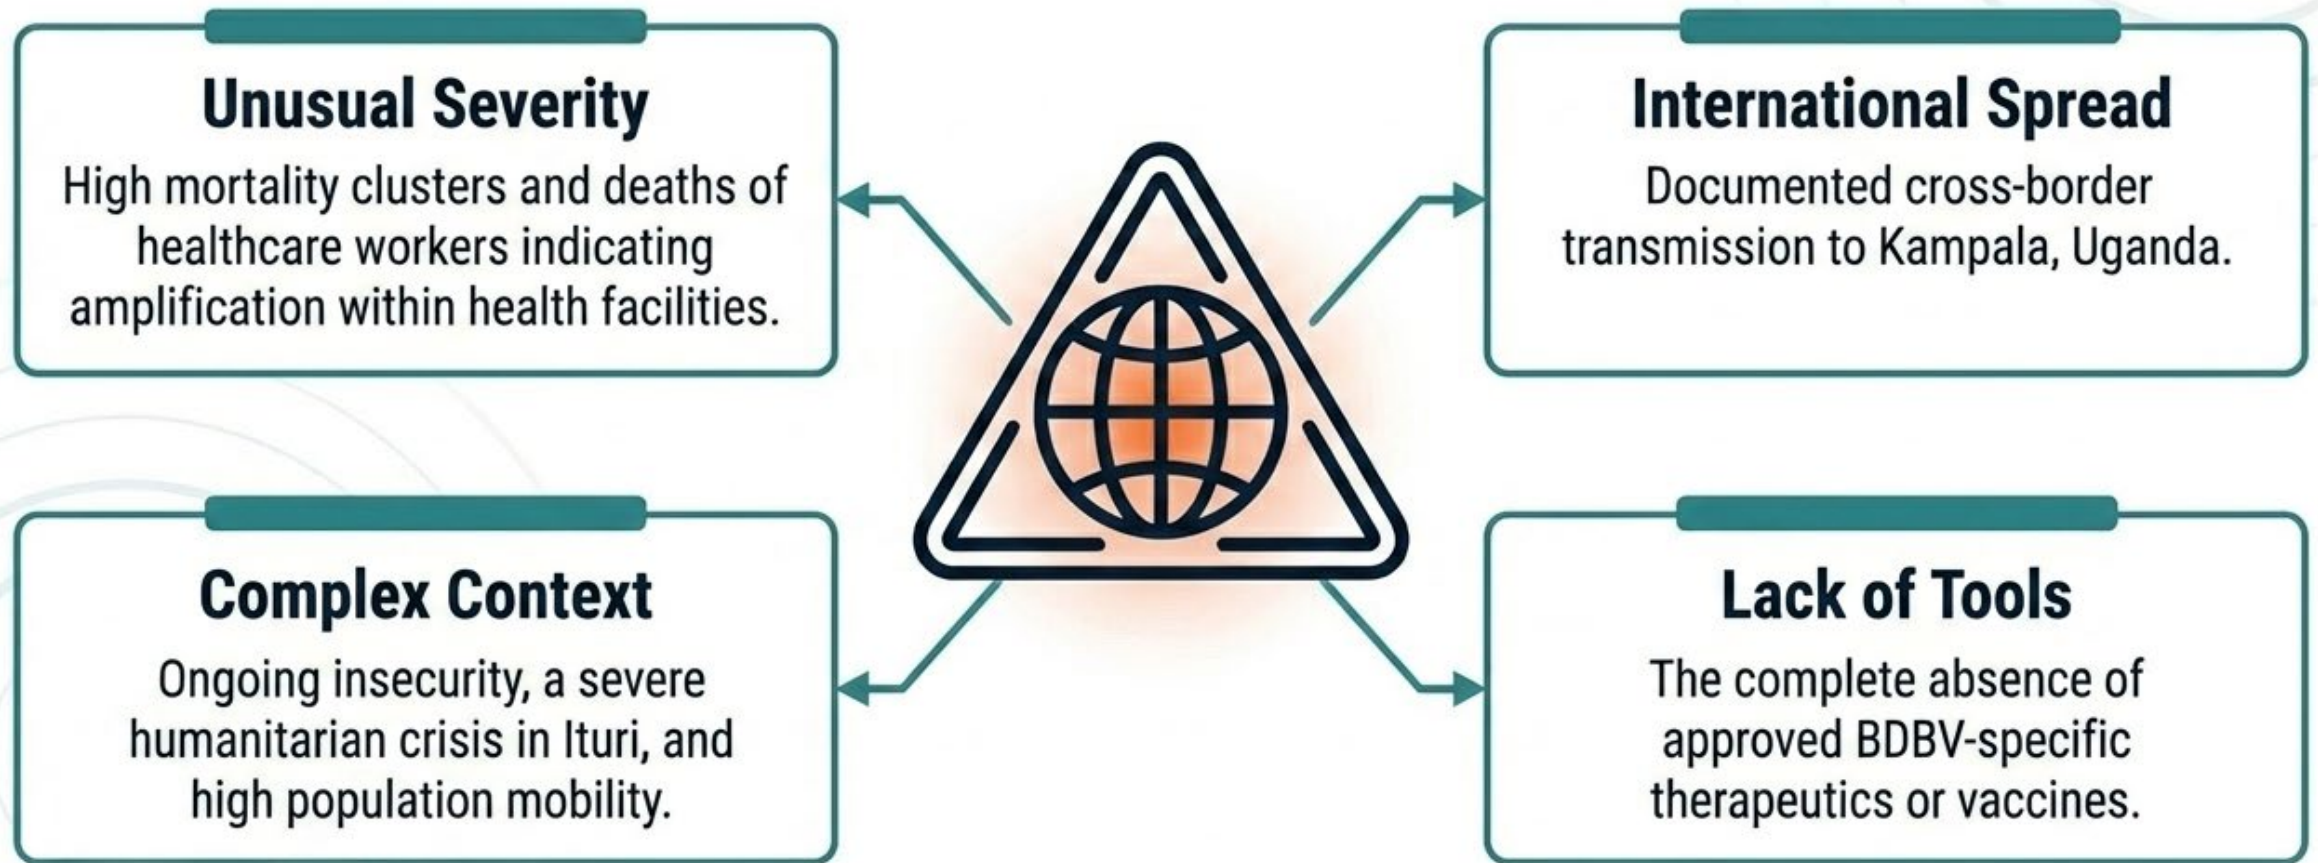 Unusual Severity
High mortality clusters and deaths of
healthcare workers indicating
amplification within health facilities.
International Spread
Documented cross-border
transmission to Kampala, Uganda.
Complex Context
Ongoing insecurity, a severe
humanitarian crisis in Ituri, and
high population mobility.
Lack of Tools
The complete absence of
approved BDBV-specific
therapeutics or vaccines.